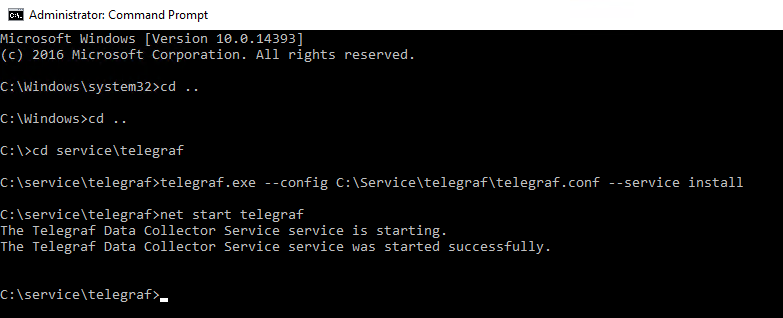 Administrator: Command Prompt
Microsoft Windows [Version 10.0.14393]
(c) 2016 Microsoft Corporation. All rights reserved.
C:\Windows\system32>cd ..
C:\Windows>cd ..
C:\>cd service\telegraf
C:\service\telegraf>telegraf.exe --config C:\Service\telegraf\telegraf.conf --service install
C:\service\telegraf>net start telegraf
The Telegraf Data Collector Service service is starting.
The Telegraf Data Collector Service service was started successfully.
C:\service\telegraf>